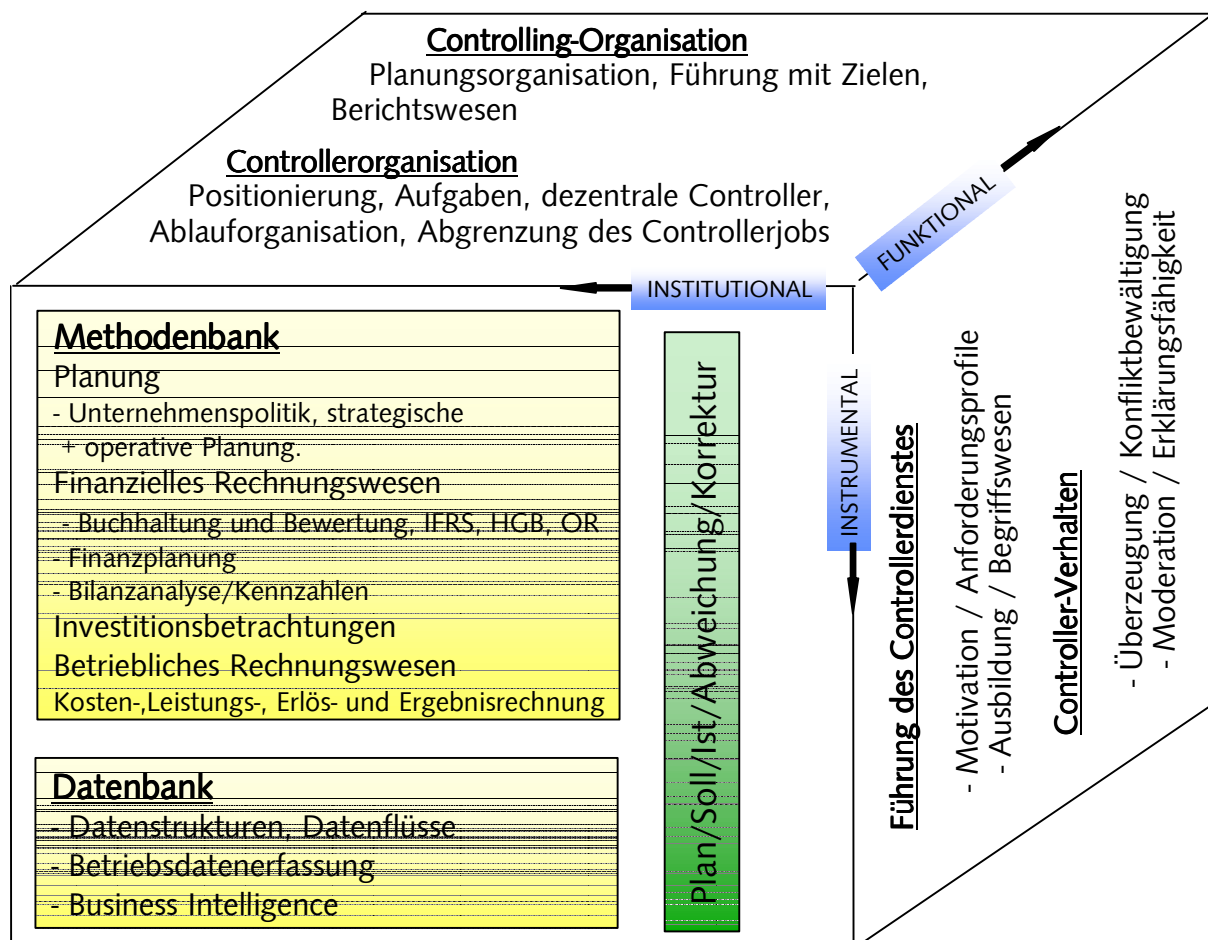 Controlling-Organisation
Planungsorganisation, Führung mit Zielen,
Berichtswesen
Controllerorganisation
Positionierung, Aufgaben, dezentrale Controller,
Ablauforganisation, Abgrenzung des Controllerjobs
FUNKTIONAL
INSTITUTIONAL
INSTRUMENTAL
Methodenbank
Planung
- Unternehmenspolitik, strategische
+ operative Planung.
Finanzielles Rechnungswesen
- Buchhaltung und Bewertung, IFRS, HGB, OR
- Finanzplanung
- Bilanzanalyse/Kennzahlen
Investitionsbetrachtungen
Betriebliches Rechnungswesen
Kosten-,Leistungs-, Erlös- und Ergebnisrechnung
Datenbank
- Datenstrukturen, Datenflüsse
- Betriebsdatenerfassung
- Business Intelligence
Plan/Soll/Ist/Abweichung/Korrektur
Führung des Controllerdienstes
- Motivation / Anforderungsprofile
- Ausbildung / Begriffswesen
Controller-Verhalten
- Überzeugung / Konfliktbewältigung
- Moderation / Erklärungsfähigkeit